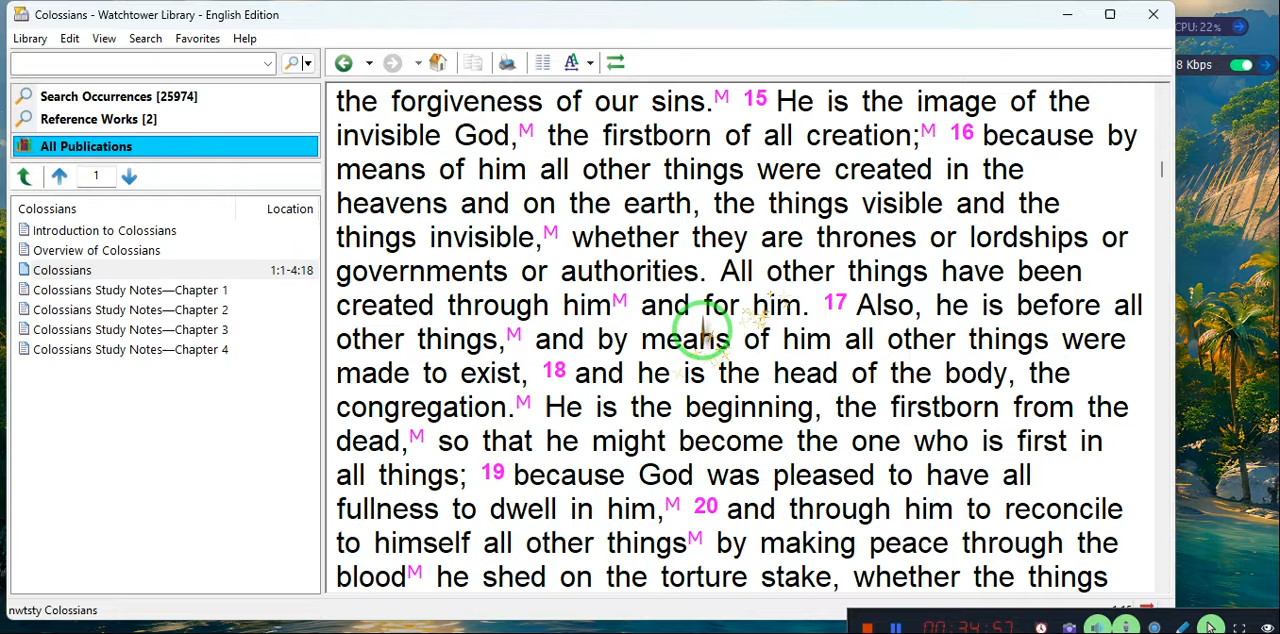 Colossians - Watchtower Library - English Edition
Library Edit View Search Favorites Help
CPU: 22%
8 Kbps
Search Occurrences [25974]
Reference Works [2]
All Publications
1
Colossians Location
Introduction to Colossians
Overview of Colossians
Colossians 1:1-4:18
Colossians Study Notes—Chapter 1
Colossians Study Notes—Chapter 2
Colossians Study Notes—Chapter 3
Colossians Study Notes—Chapter 4
the forgiveness of our sins.M 15 He is the image of the
invisible God,M the firstborn of all creation;M 16 because by
means of him all other things were created in the
heavens and on the earth, the things visible and the
things invisible,M whether they are thrones or lordships or
governments or authorities. All other things have been
created through himM and for him. 17 Also, he is before all
other things,M and by means of him all other things were
made to exist, 18 and he is the head of the body, the
congregation.M He is the beginning, the firstborn from the
dead,M so that he might become the one who is first in
all things; 19 because God was pleased to have all
fullness to dwell in him,M 20 and through him to reconcile
to himself all other thingsM by making peace through the
bloodM he shed on the torture stake, whether the things
nwtsty Colossians
00:34:57